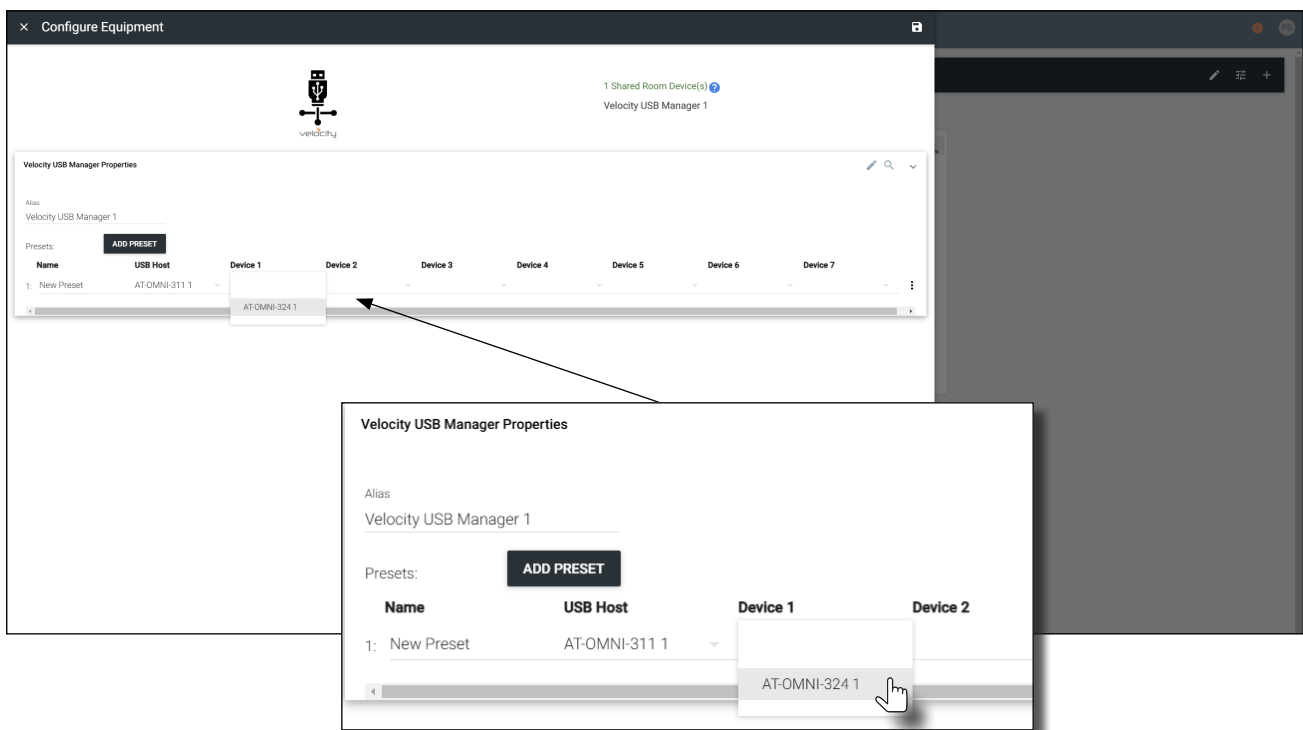 × Configure Equipment
PS
velocity
1 Shared Room Device(s) ?
Velocity USB Manager 1
Velocity USB Manager Properties
Alias
Velocity USB Manager 1
Presets: ADD PRESET
Name USB Host Device 1 Device 2 Device 3 Device 4 Device 5 Device 6 Device 7
1: New Preset AT-OMNI-311 1
AT-OMNI-324 1
Velocity USB Manager Properties
Alias
Velocity USB Manager 1
Presets: ADD PRESET
Name USB Host Device 1 Device 2
1: New Preset AT-OMNI-311 1
AT-OMNI-324 1